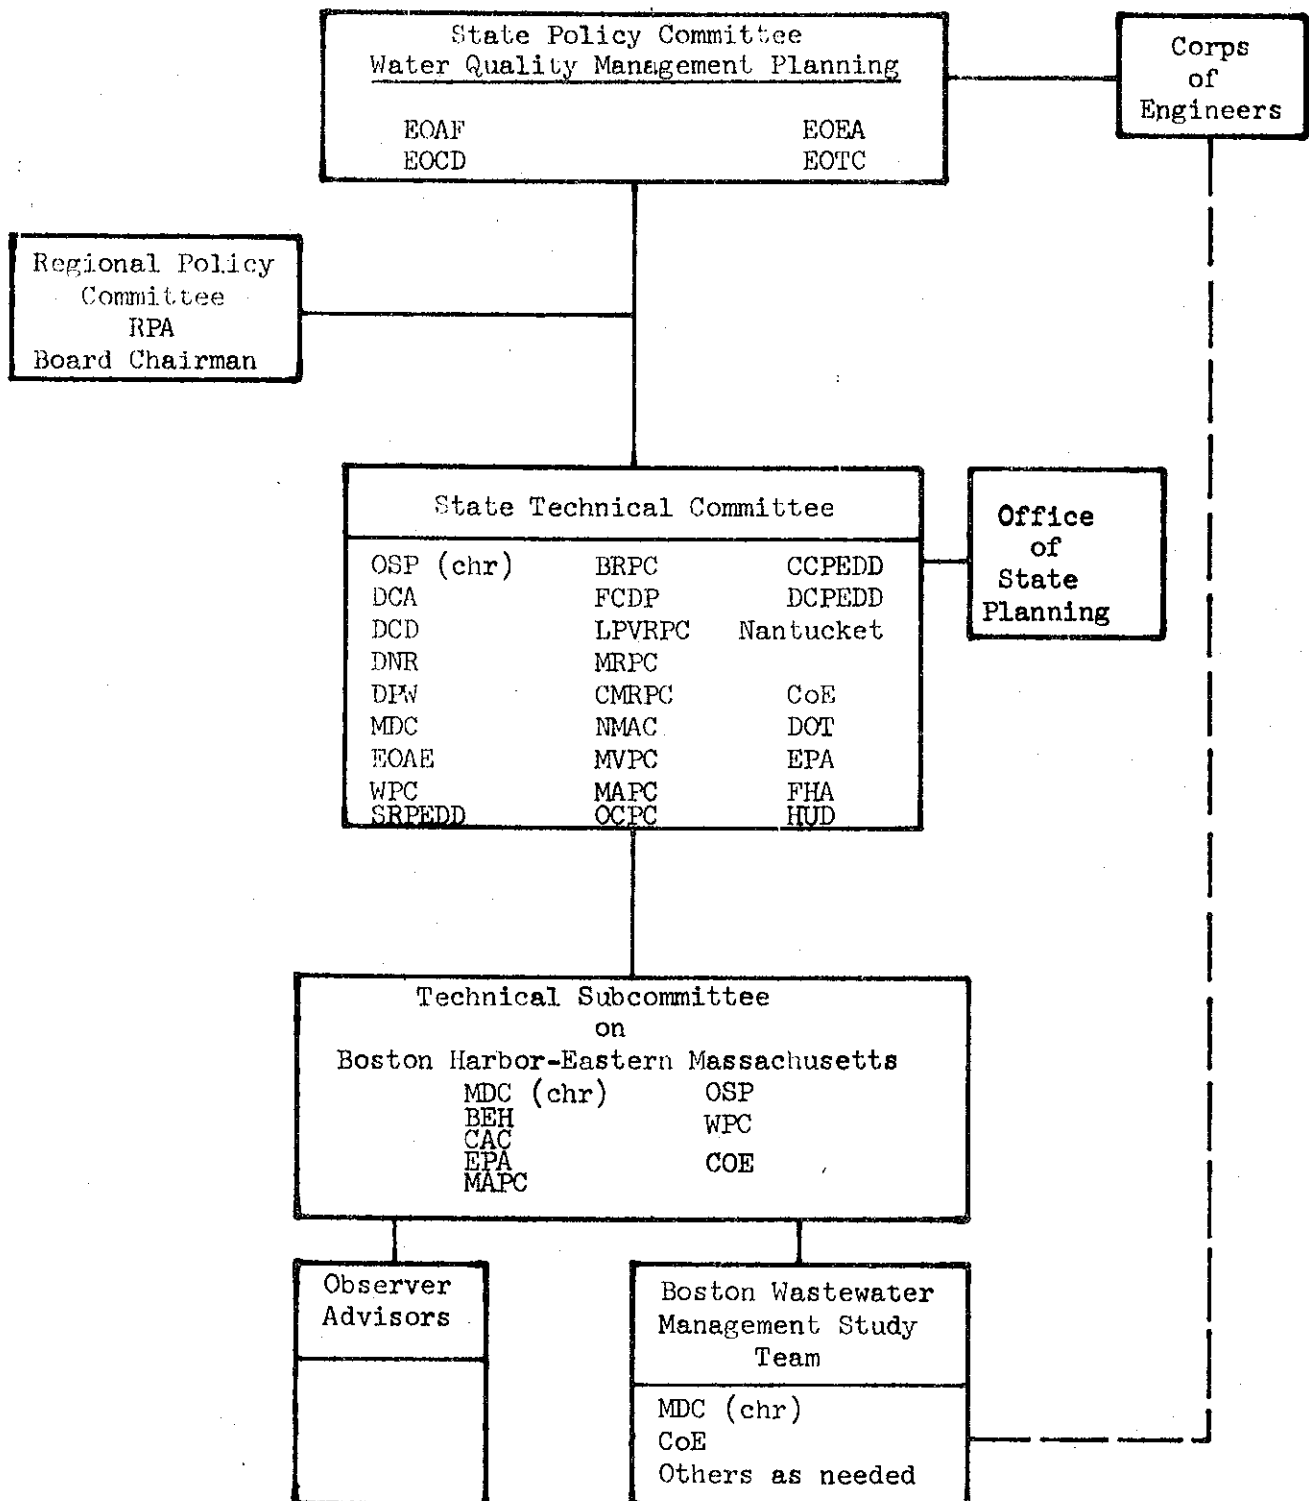 State Policy Committee
Water Quality Management Planning
EOAF EOEA
EOCD EOTC
Corps
of
Engineers
Regional Policy
Committee
RPA
Board Chairman
State Technical Committee
OSP (chr) BRPC CCPEDD
DCA FCDP DCPEDD
DCD LPVRPC Nantucket
DNR MRPC
DPW CMRPC CoE
MDC NMAC DOT
EOAE MVPC EPA
WPC MAPC FHA
SRPEDD OCPC HUD
Office
of
State
Planning
Technical Subcommittee
on
Boston Harbor-Eastern Massachusetts
MDC (chr) OSP
BEH WPC
CAC
EPA COE
MAPC
Observer
Advisors
Boston Wastewater
Management Study
Team
MDC (chr)
CoE
Others as needed